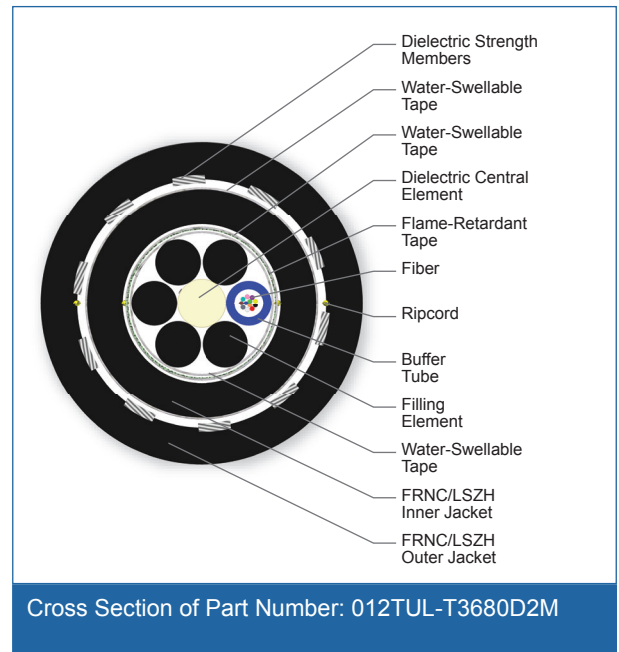 Dielectric Strength
Members
Water-Swellable
Tape
Water-Swellable
Tape
Dielectric Central
Element
Flame-Retardant
Tape
Fiber
Ripcord
Buffer
Tube
Filling
Element
Water-Swellable
Tape
FRNC/LSZH
Inner Jacket
FRNC/LSZH
Outer Jacket
Cross Section of Part Number: 012TUL-T3680D2M